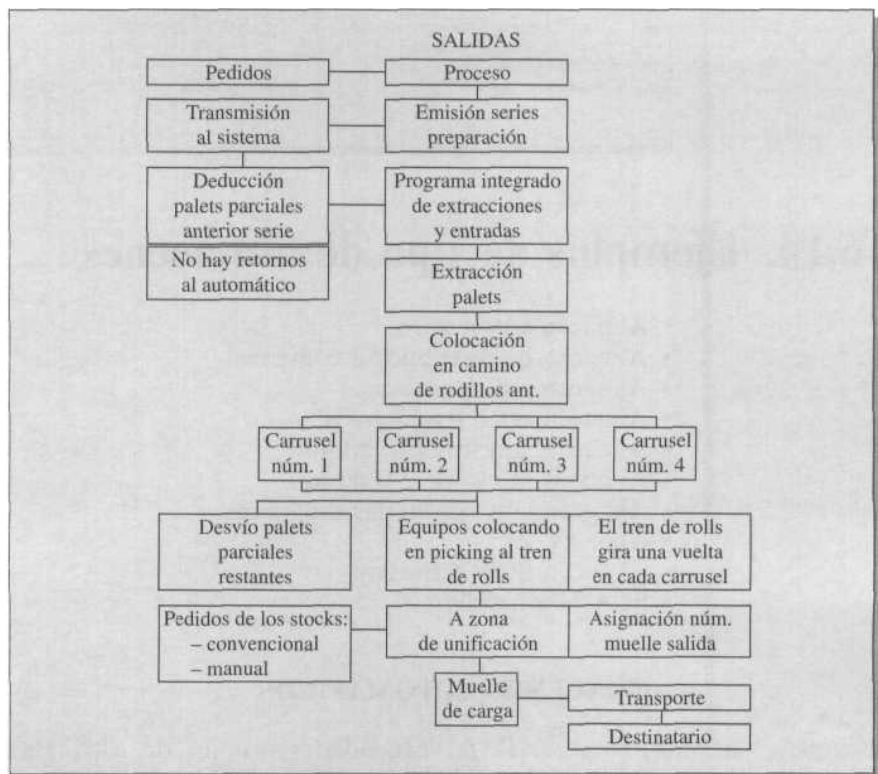 SALIDAS
Pedidos
Proceso
Transmisión
al sistema
Emisión series
preparación
Deducción
palets parciales
anterior serie
Programa integrado
de extracciones
y entradas
No hay retornos
al automático
Extracción
palets
Colocación
en camino
de rodillos ant.
Carrusel
núm. 1
Carrusel
núm. 2
Carrusel
núm. 3
Carrusel
núm. 4
Desvío palets
parciales
restantes
Equipos colocando
en picking al tren
de rolls
El tren de rolls
gira una vuelta
en cada carrusel
Pedidos de los stocks:
– convencional
– manual
A zona
de unificación
Asignación núm.
muelle salida
Muelle
de carga
Transporte
Destinatario